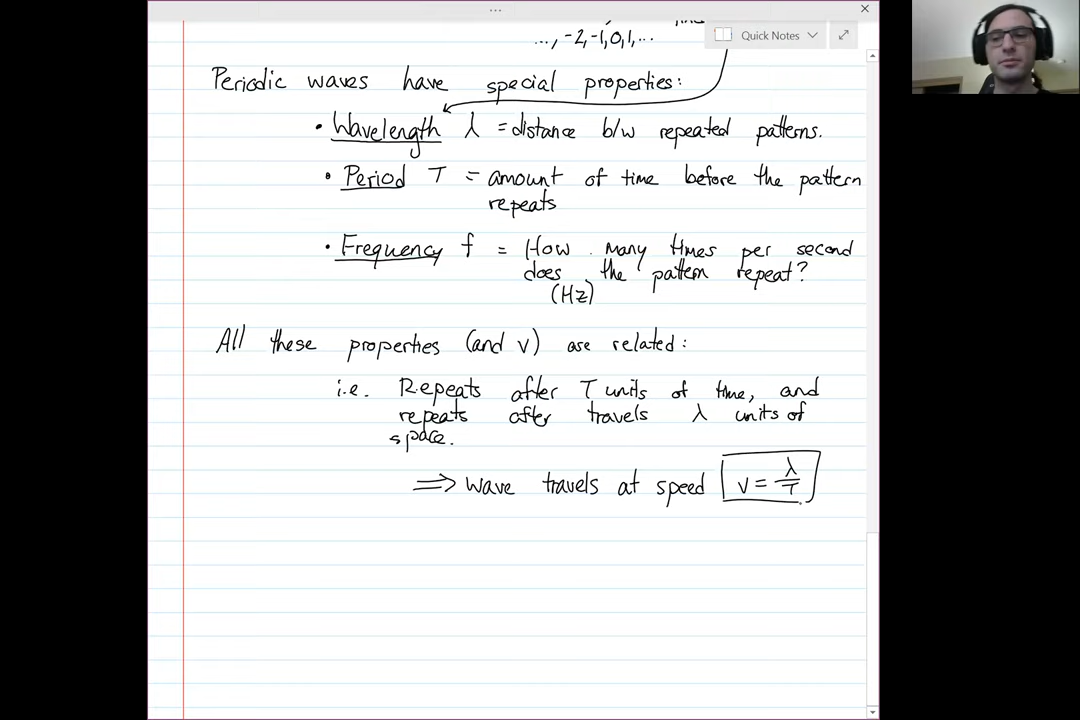 ..., -2, -1, 0, 1, ...
Quick Notes
Periodic waves have special properties:
• Wavelength λ = distance b/w repeated patterns.
• Period T = amount of time before the pattern
repeats
• Frequency f = How many times per second
does the pattern repeat?
(Hz)
All these properties (and v) are related:
i.e. Repeats after T units of time, and
repeats after travels λ units of
space.
⟹ Wave travels at speed v = λ/T